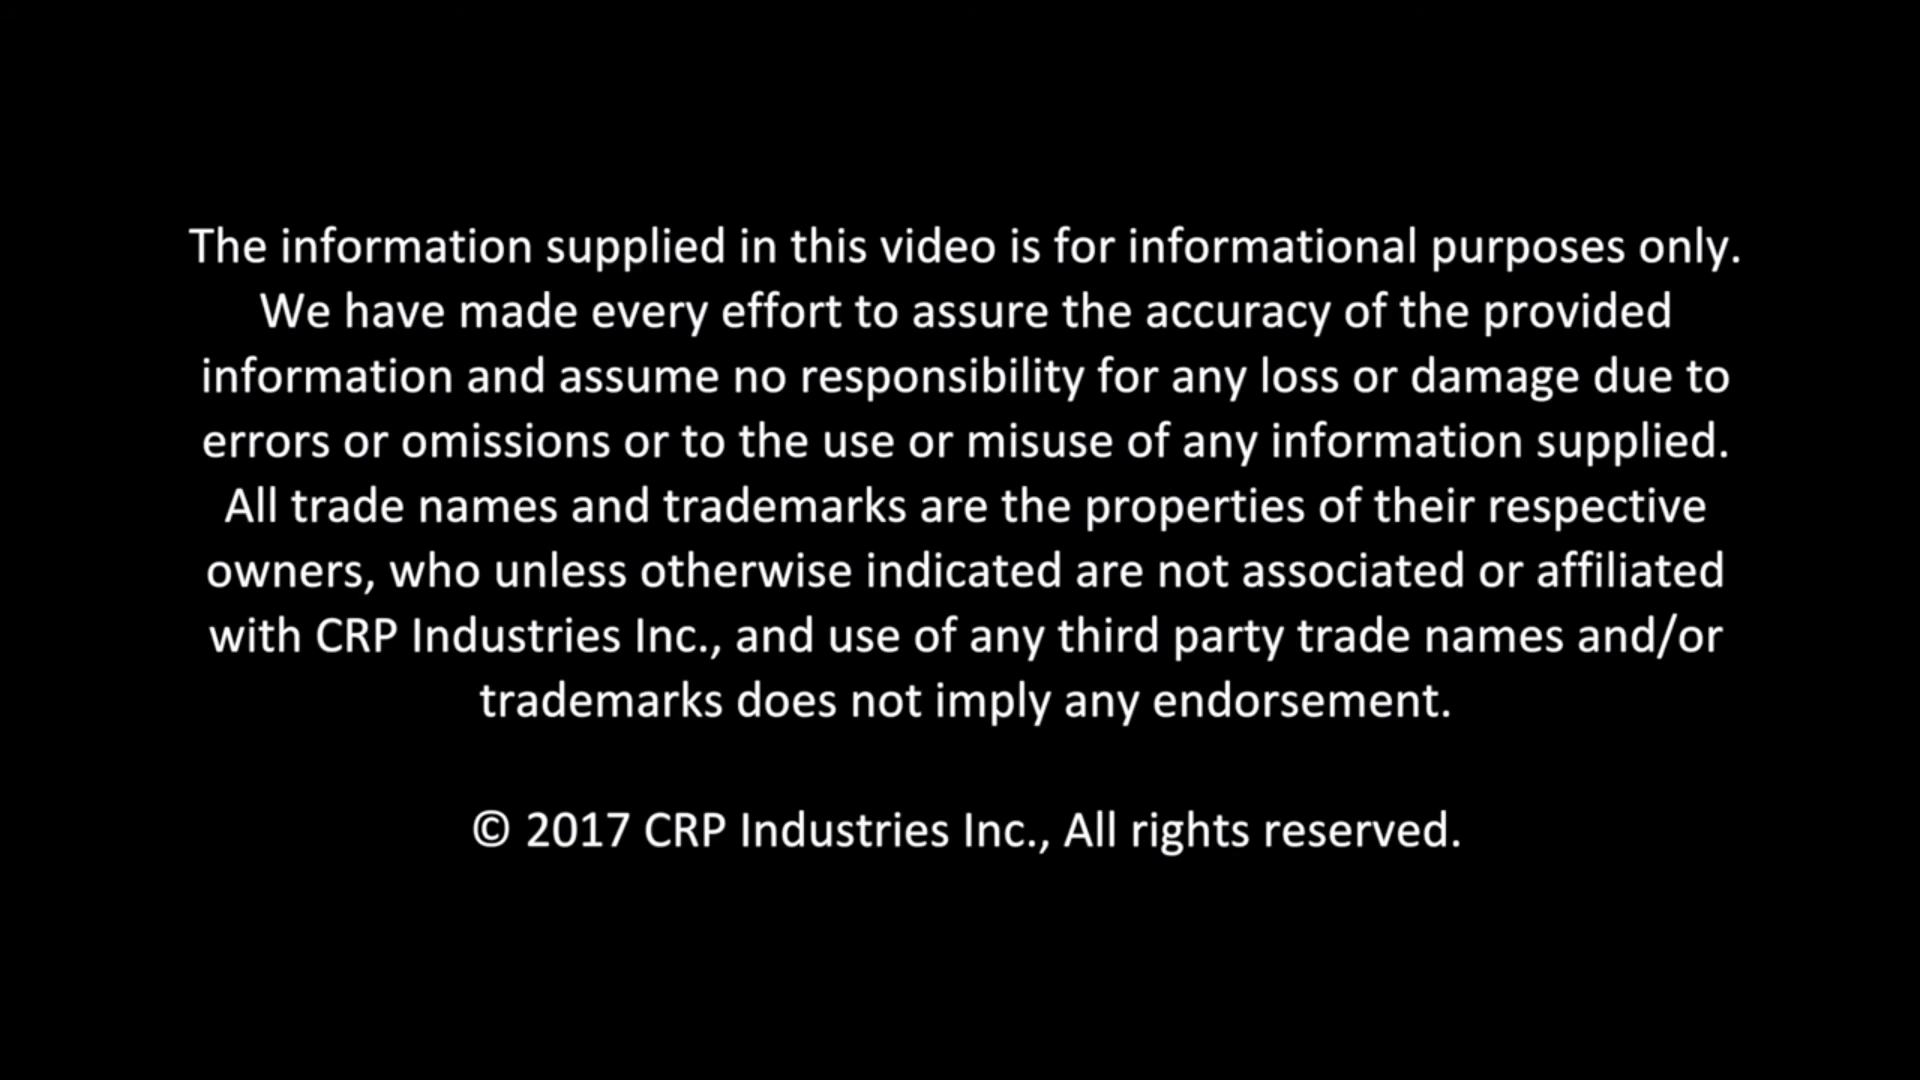 The information supplied in this video is for informational purposes only.
We have made every effort to assure the accuracy of the provided
information and assume no responsibility for any loss or damage due to
errors or omissions or to the use or misuse of any information supplied.
All trade names and trademarks are the properties of their respective
owners, who unless otherwise indicated are not associated or affiliated
with CRP Industries Inc., and use of any third party trade names and/or
trademarks does not imply any endorsement.
© 2017 CRP Industries Inc., All rights reserved.